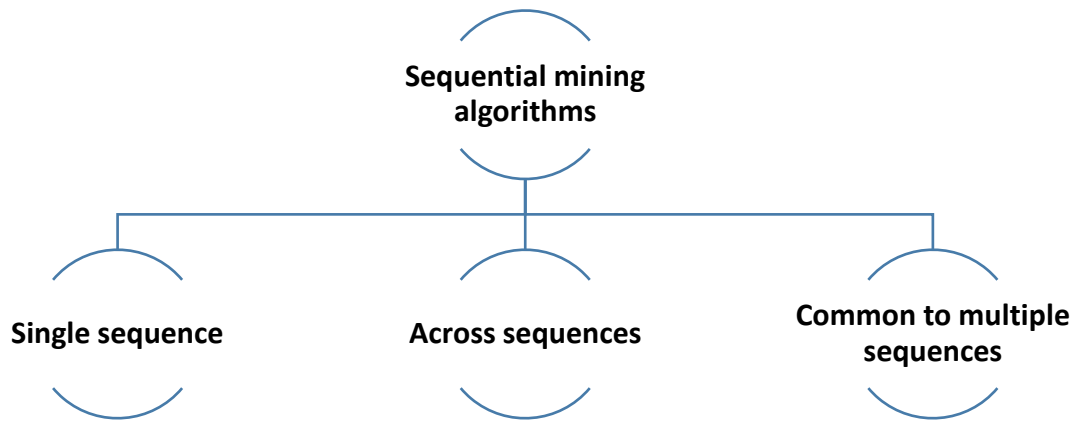 Sequential mining
algorithms
Single sequence
Across sequences
Common to multiple
sequences